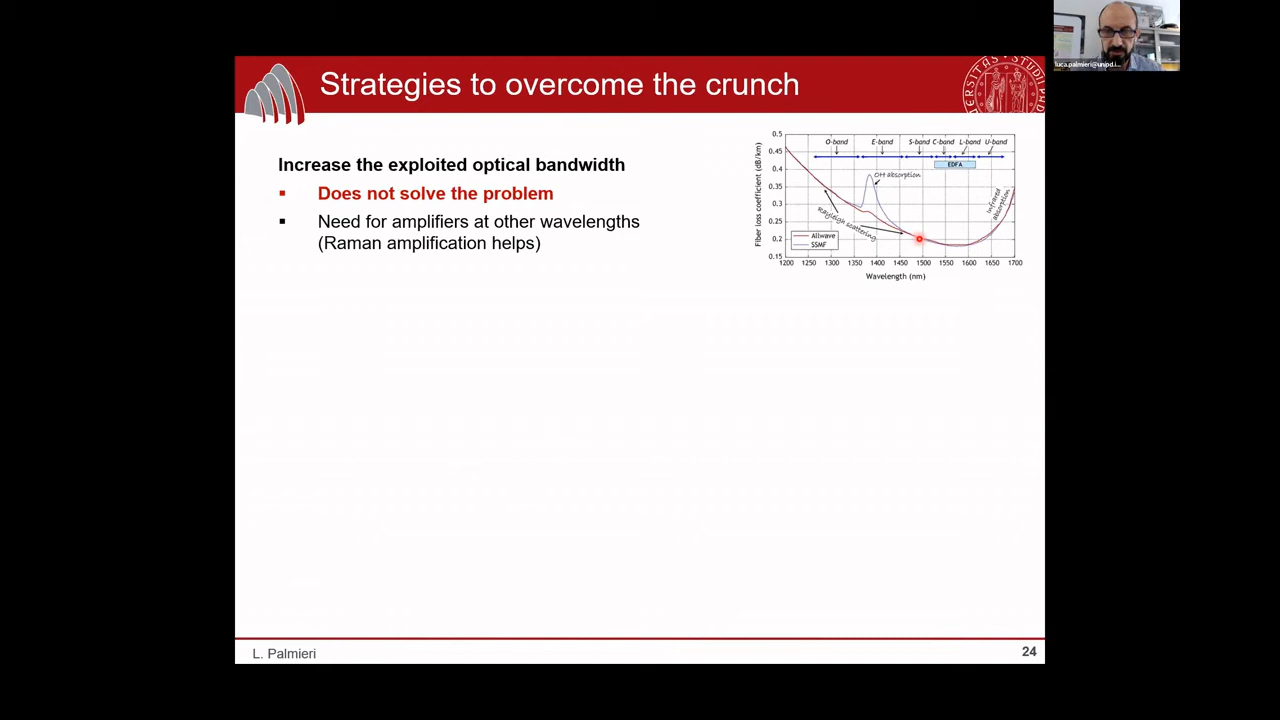 luca.palmieri@unipd.i...
Strategies to overcome the crunch
Increase the exploited optical bandwidth
Does not solve the problem
Need for amplifiers at other wavelengths
(Raman amplification helps)
0.5
0.45
0.4
0.35
0.3
0.25
0.2
0.15
Fiber loss coefficient (dB/km)
O-band
E-band
S-band
C-band
L-band
U-band
EDFA
OH absorption
Rayleigh scattering
Infrared
absorption
Allwave
SSMF
1200 1250 1300 1350 1400 1450 1500 1550 1600 1650 1700
Wavelength (nm)
L. Palmieri
24